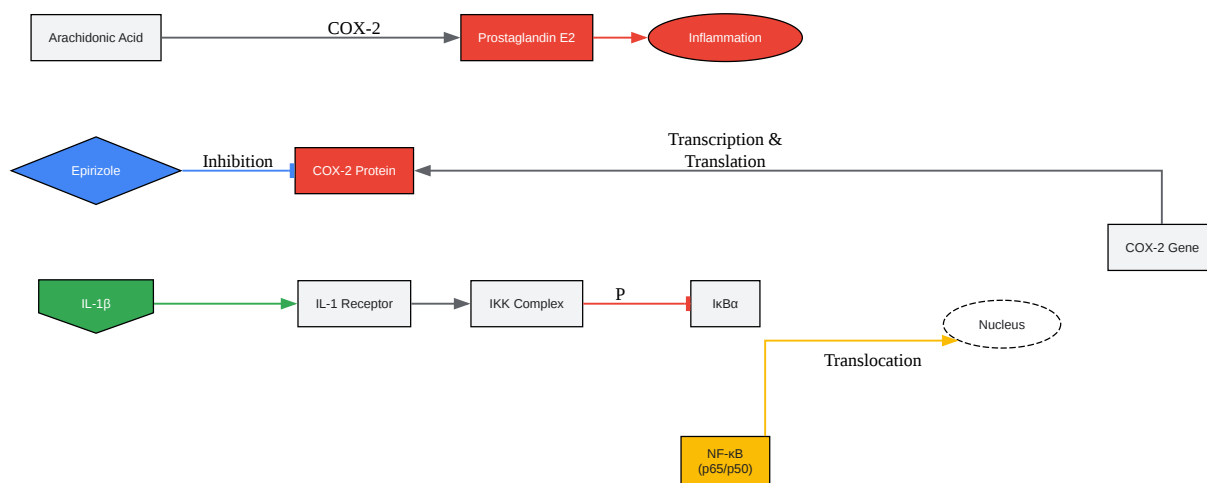 Arachidonic Acid
COX-2
Prostaglandin E2
Inflammation
Epirizole
Inhibition
COX-2 Protein
Transcription &
Translation
COX-2 Gene
IL-1β
IL-1 Receptor
IKK Complex
P
IκBα
Nucleus
Translocation
NF-κB
(p65/p50)